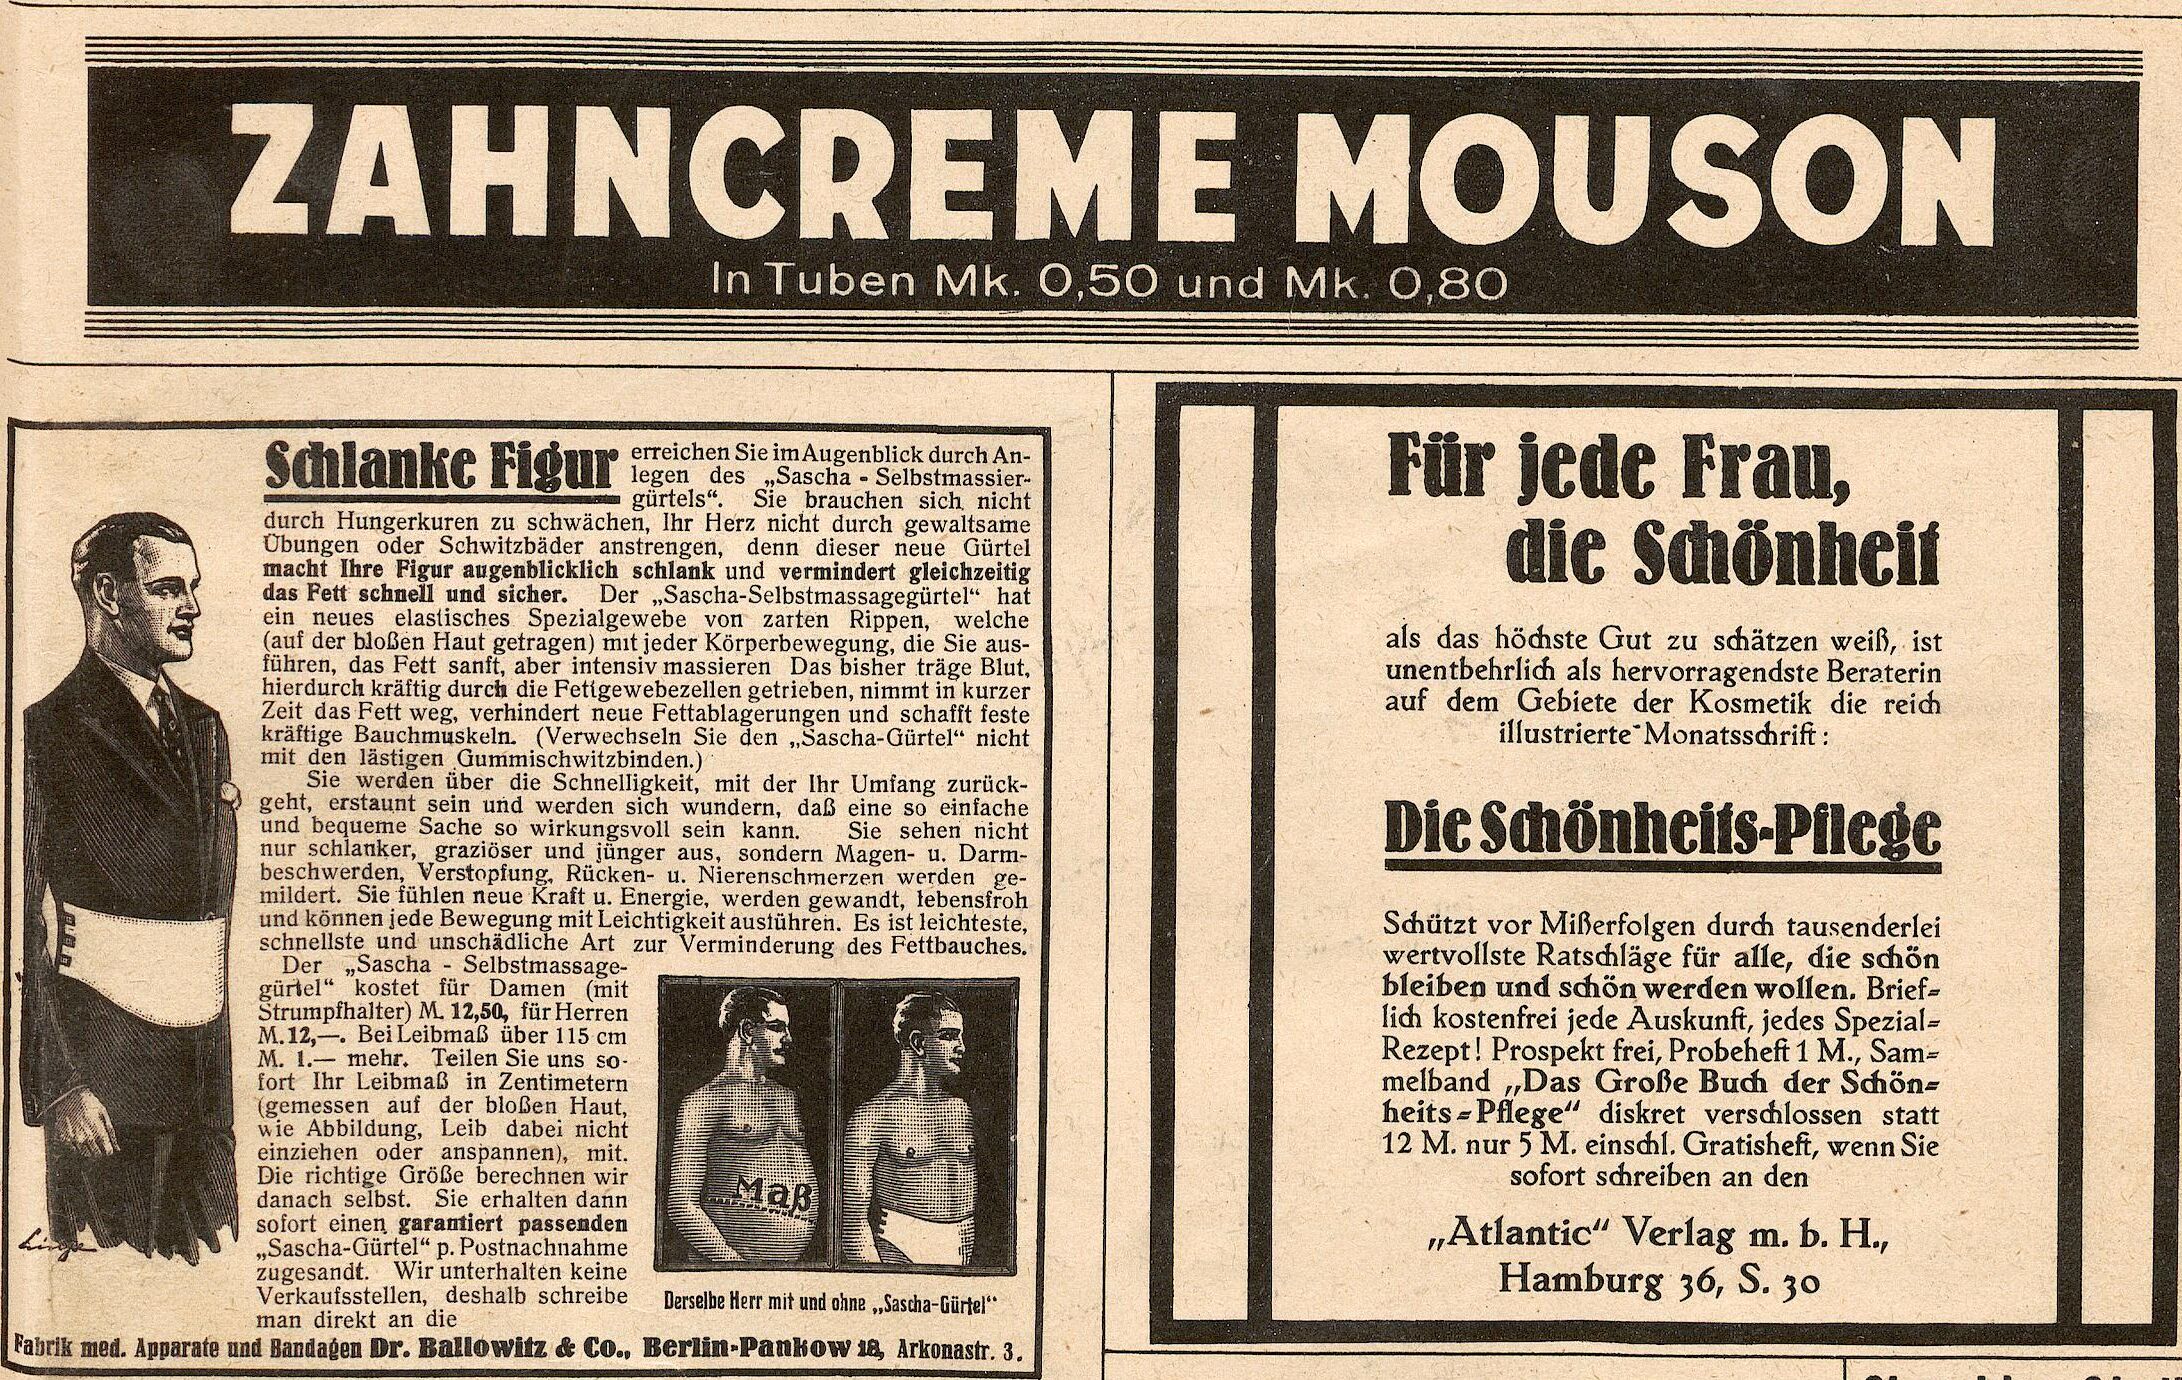 ZAHNCREME MOUSON
In Tuben Mk. 0,50 und Mk. 0,80
Schlanke Figur erreichen Sie im Augenblick durch An-
legen des „Sascha - Selbstmassier-
gürtels“. Sie brauchen sich nicht
durch Hungerkuren zu schwächen, Ihr Herz nicht durch gewaltsame
Übungen oder Schwitzbäder anstrengen, denn dieser neue Gürtel
macht Ihre Figur augenblicklich schlank und vermindert gleichzeitig
das Fett schnell und sicher. Der „Sascha-Selbstmassagegürtel“ hat
ein neues elastisches Spezialgewebe von zarten Rippen, welche
(auf der bloßen Haut getragen) mit jeder Körperbewegung, die Sie aus-
führen, das Fett sanft, aber intensiv massieren Das bisher träge Blut,
hierdurch kräftig durch die Fettgewebezellen getrieben, nimmt in kurzer
Zeit das Fett weg, verhindert neue Fettablagerungen und schafft feste
kräftige Bauchmuskeln. (Verwechseln Sie den „Sascha-Gürtel“ nicht
mit den lästigen Gummischwitzbinden.)
Sie werden über die Schnelligkeit, mit der Ihr Umfang zurück-
geht, erstaunt sein und werden sich wundern, daß eine so einfache
und bequeme Sache so wirkungsvoll sein kann. Sie sehen nicht
nur schlanker, graziöser und jünger aus, sondern Magen- u. Darm-
beschwerden, Verstopfung, Rücken- u. Nierenschmerzen werden ge-
mildert. Sie fühlen neue Kraft u. Energie, werden gewandt, lebensfroh
und können jede Bewegung mit Leichtigkeit ausführen. Es ist leichteste,
schnellste und unschädliche Art zur Verminderung des Fettbauches.
Der „Sascha - Selbstmassage-
gürtel“ kostet für Damen (mit
Strumpfhalter) M. 12,50, für Herren
M. 12,—. Bei Leibmaß über 115 cm
M. 1.— mehr. Teilen Sie uns so-
fort Ihr Leibmaß in Zentimetern
(gemessen auf der bloßen Haut,
wie Abbildung, Leib dabei nicht
einziehen oder anspannen), mit.
Die richtige Größe berechnen wir
danach selbst. Sie erhalten dann
sofort einen garantiert passenden
„Sascha-Gürtel“ p. Postnachnahme
zugesandt. Wir unterhalten keine
Verkaufsstellen, deshalb schreibe
man direkt an die
Maß
Derselbe Herr mit und ohne „Sascha-Gürtel“
Fabrik med. Apparate und Bandagen Dr. Ballowitz & Co., Berlin-Pankow 18, Arkonastr. 3.
Für jede Frau,
die Schönheit
als das höchste Gut zu schätzen weiß, ist
unentbehrlich als hervorragendste Beraterin
auf dem Gebiete der Kosmetik die reich
illustrierte Monatsschrift:
Die Schönheits-Pflege
Schützt vor Mißerfolgen durch tausenderlei
wertvollste Ratschläge für alle, die schön
bleiben und schön werden wollen. Brief-
lich kostenfrei jede Auskunft, jedes Spezial-
Rezept! Prospekt frei, Probeheft 1 M., Sam-
melband „Das Große Buch der Schön-
heits-Pflege“ diskret verschlossen statt
12 M. nur 5 M. einschl. Gratisheft, wenn Sie
sofort schreiben an den
„Atlantic“ Verlag m. b. H.,
Hamburg 36, S. 30